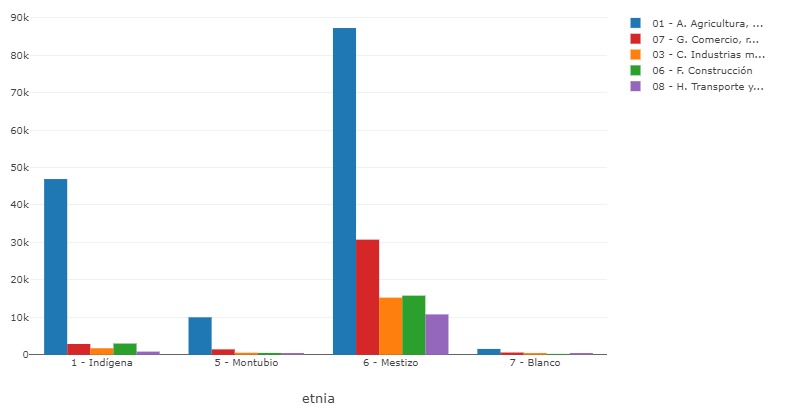 90k
80k
70k
60k
50k
40k
30k
20k
10k
0
1 - Indígena
5 - Montubio
6 - Mestizo
7 - Blanco
etnia
01 - A. Agricultura, ...
07 - G. Comercio, r...
03 - C. Industrias m...
06 - F. Construcción
08 - H. Transporte y...